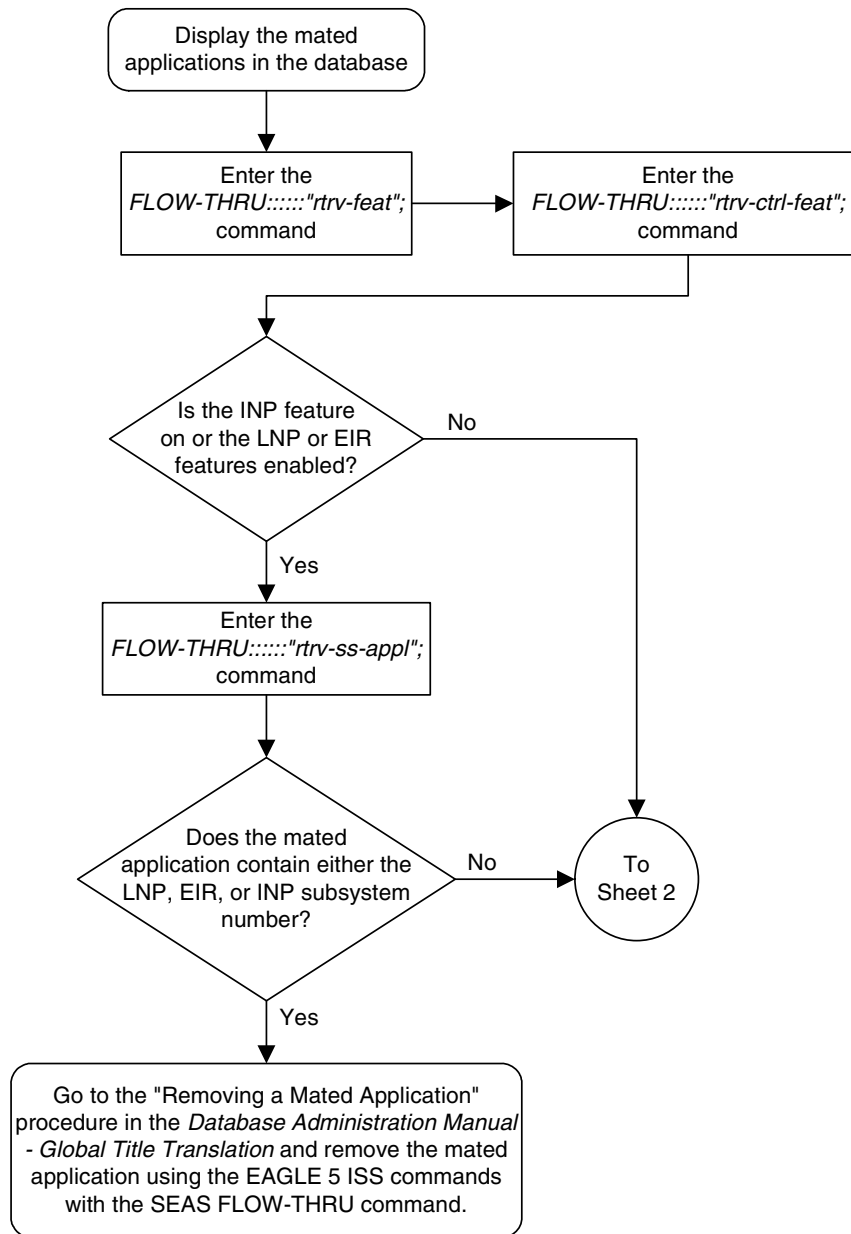 Display the mated
applications in the database
Enter the
FLOW-THRU::::::"rtrv-feat";
command
Enter the
FLOW-THRU::::::"rtrv-ctrl-feat";
command
Is the INP feature
on or the LNP or EIR
features enabled?
No
Yes
Enter the
FLOW-THRU::::::"rtrv-ss-appl";
command
Does the mated
application contain either the
LNP, EIR, or INP subsystem
number?
No
To
Sheet 2
Yes
Go to the "Removing a Mated Application"
procedure in the Database Administration Manual
- Global Title Translation and remove the mated
application using the EAGLE 5 ISS commands
with the SEAS FLOW-THRU command.